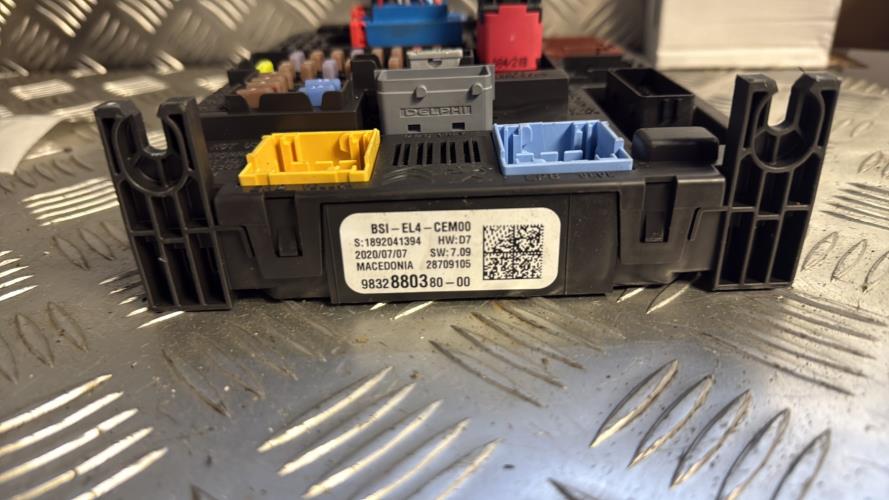 DELPHI
BSI-EL4-CEM00
S:1892041394 HW:D7
2020/07/07 SW:7.09
MACEDONIA 28709105
9832880380-00